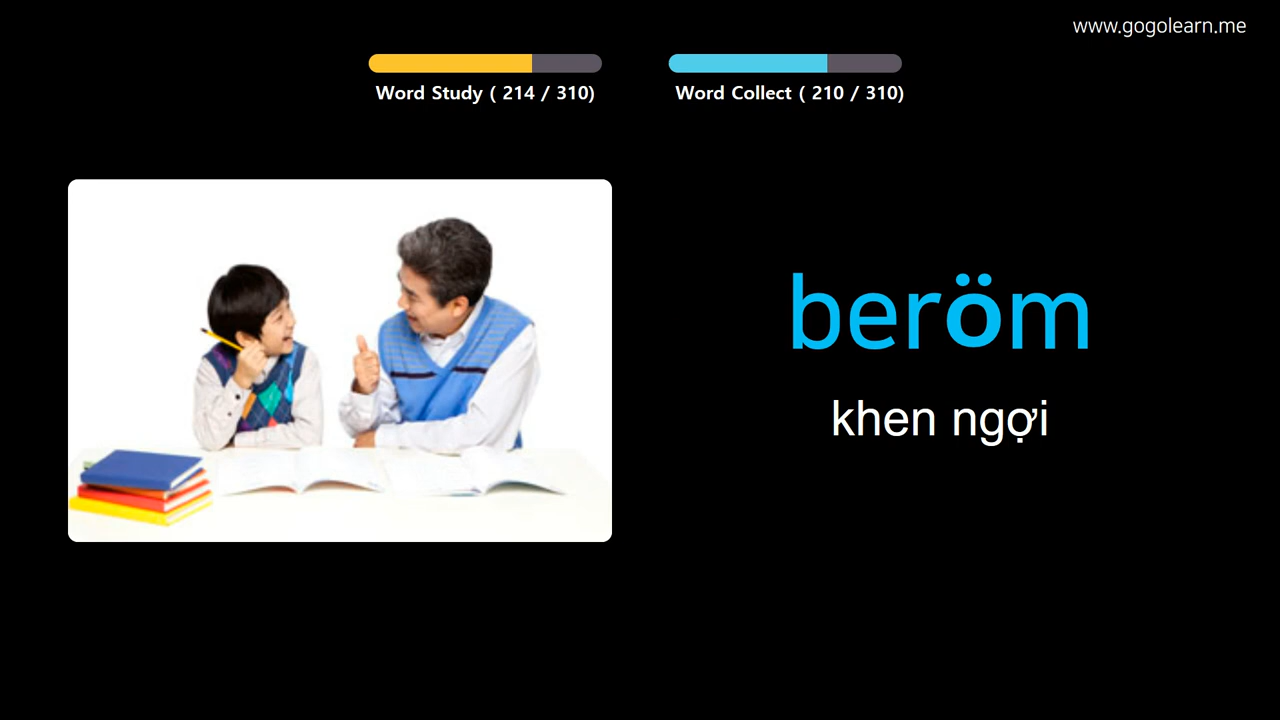 www.gogolearn.me
Word Study ( 214 / 310)
Word Collect ( 210 / 310)
beröm
khen ngợi